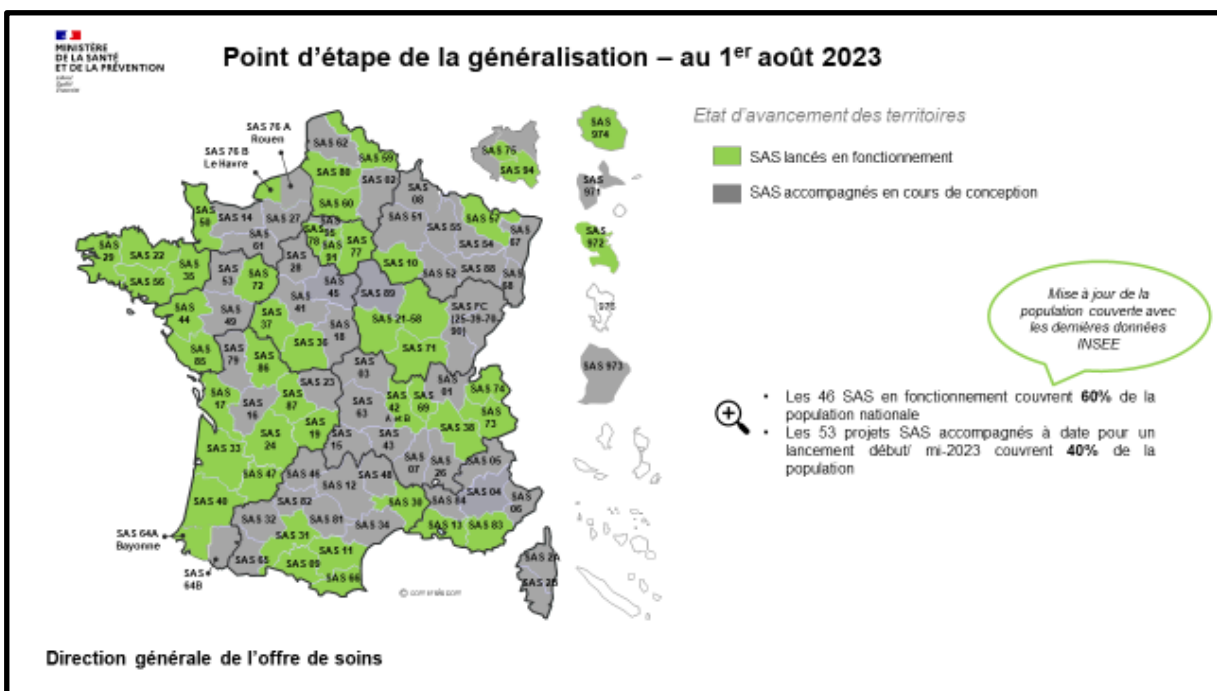 MINISTÈRE
DE LA SANTÉ
ET DE LA PRÉVENTION
Point d'étape de la généralisation – au 1er août 2023
Etat d'avancement des territoires
SAS lancés en fonctionnement
SAS accompagnés en cours de conception
SAS 76 A
Rouen
SAS 76 B
Le Havre
SAS 62
SAS 59
SAS 80
SAS 02
SAS 60
SAS 75
SAS 94
SAS
974
SAS
971
SAS
972
976
SAS 973
SAS
08
SAS
50
SAS 14
SAS 27
SAS
61
SAS
95
SAS
78
SAS
91
SAS
77
SAS 51
SAS 55
SAS 57
SAS 54
SAS
67
SAS
68
SAS 88
SAS 52
SAS 10
SAS
29
SAS 22
SAS
35
SAS 56
SAS
53
SAS
72
SAS
28
SAS
45
SAS 89
SAS
44
SAS
49
SAS
37
SAS
41
SAS
18
SAS 36
SAS 21-58
SAS 71
SAS FC
(25-39-70-
90)
SAS
85
SAS
79
SAS
86
SAS 23
SAS
03
SAS
01
SAS 74
SAS
73
SAS
17
SAS
16
SAS
87
SAS
63
SAS
42
A et B
SAS
69
SAS 38
SAS
19
SAS
24
SAS
15
SAS
43
SAS
07
SAS
26
SAS 05
SAS 33
SAS 47
SAS 46
SAS 48
SAS 12
SAS 82
SAS 30
SAS 84
SAS 04
SAS
06
SAS 40
SAS 32
SAS 81
SAS 34
SAS 13
SAS 83
SAS 31
SAS 11
SAS 65
SAS 09
SAS 66
SAS 64A
Bayonne
SAS
64B
SAS 2A
SAS 2B
Mise à jour de la
population couverte avec
les dernières données
INSEE
• Les 46 SAS en fonctionnement couvrent 60% de la
population nationale
• Les 53 projets SAS accompagnés à date pour un
lancement début/ mi-2023 couvrent 40% de la
population
Direction générale de l'offre de soins